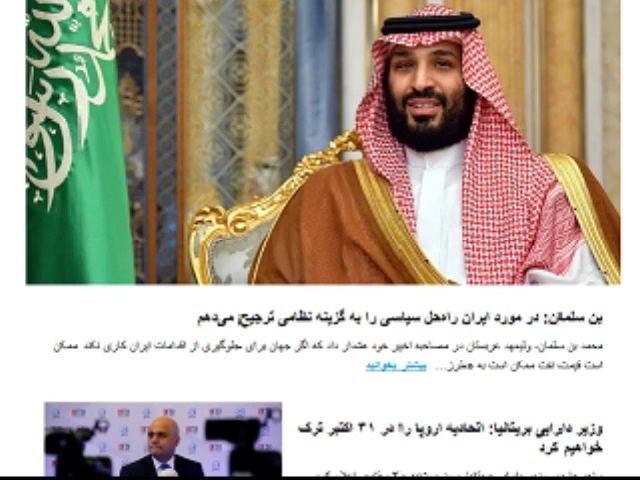 بن سلمان: در مورد ایران راه‌حل سیاسی را به گزینه نظامی ترجیح می‌دهم
محمد بن سلمان، ولیعهد عربستان در مصاحبه اخیر خود هشدار داد که اگر جهان برای جلوگیری از اقدامات ایران کاری نکند ممکن
است قیمت نفت ممکن است به ... بیشتر بخوانید
وزیر دارایی بریتانیا: اتحادیه اروپا را در ۳۱ اکتبر ترک
خواهیم کرد